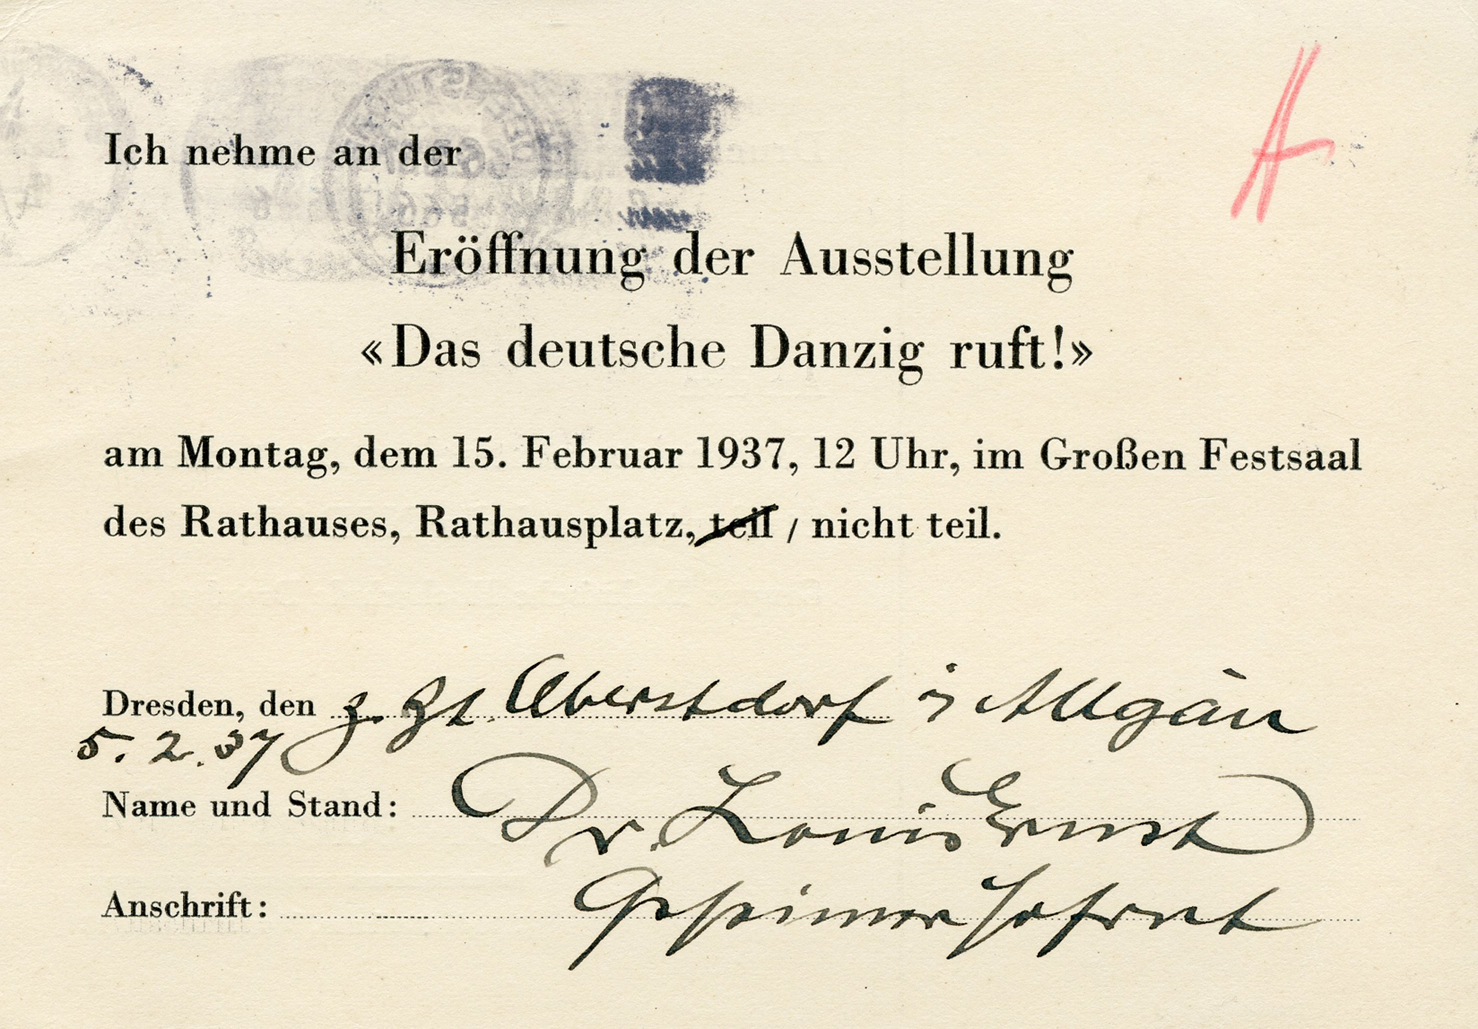 A
Ich nehme an der
Eröffnung der Ausstellung
«Das deutsche Danzig ruft!»
am Montag, dem 15. Februar 1937, 12 Uhr, im Großen Festsaal
des Rathauses, Rathausplatz, teil / nicht teil.
Dresden, den z. Zt. Oberstdorf i Allgäu
5. 2. 37
Name und Stand: Dr. Louis Ernst
Anschrift: Geheimer Hofrat